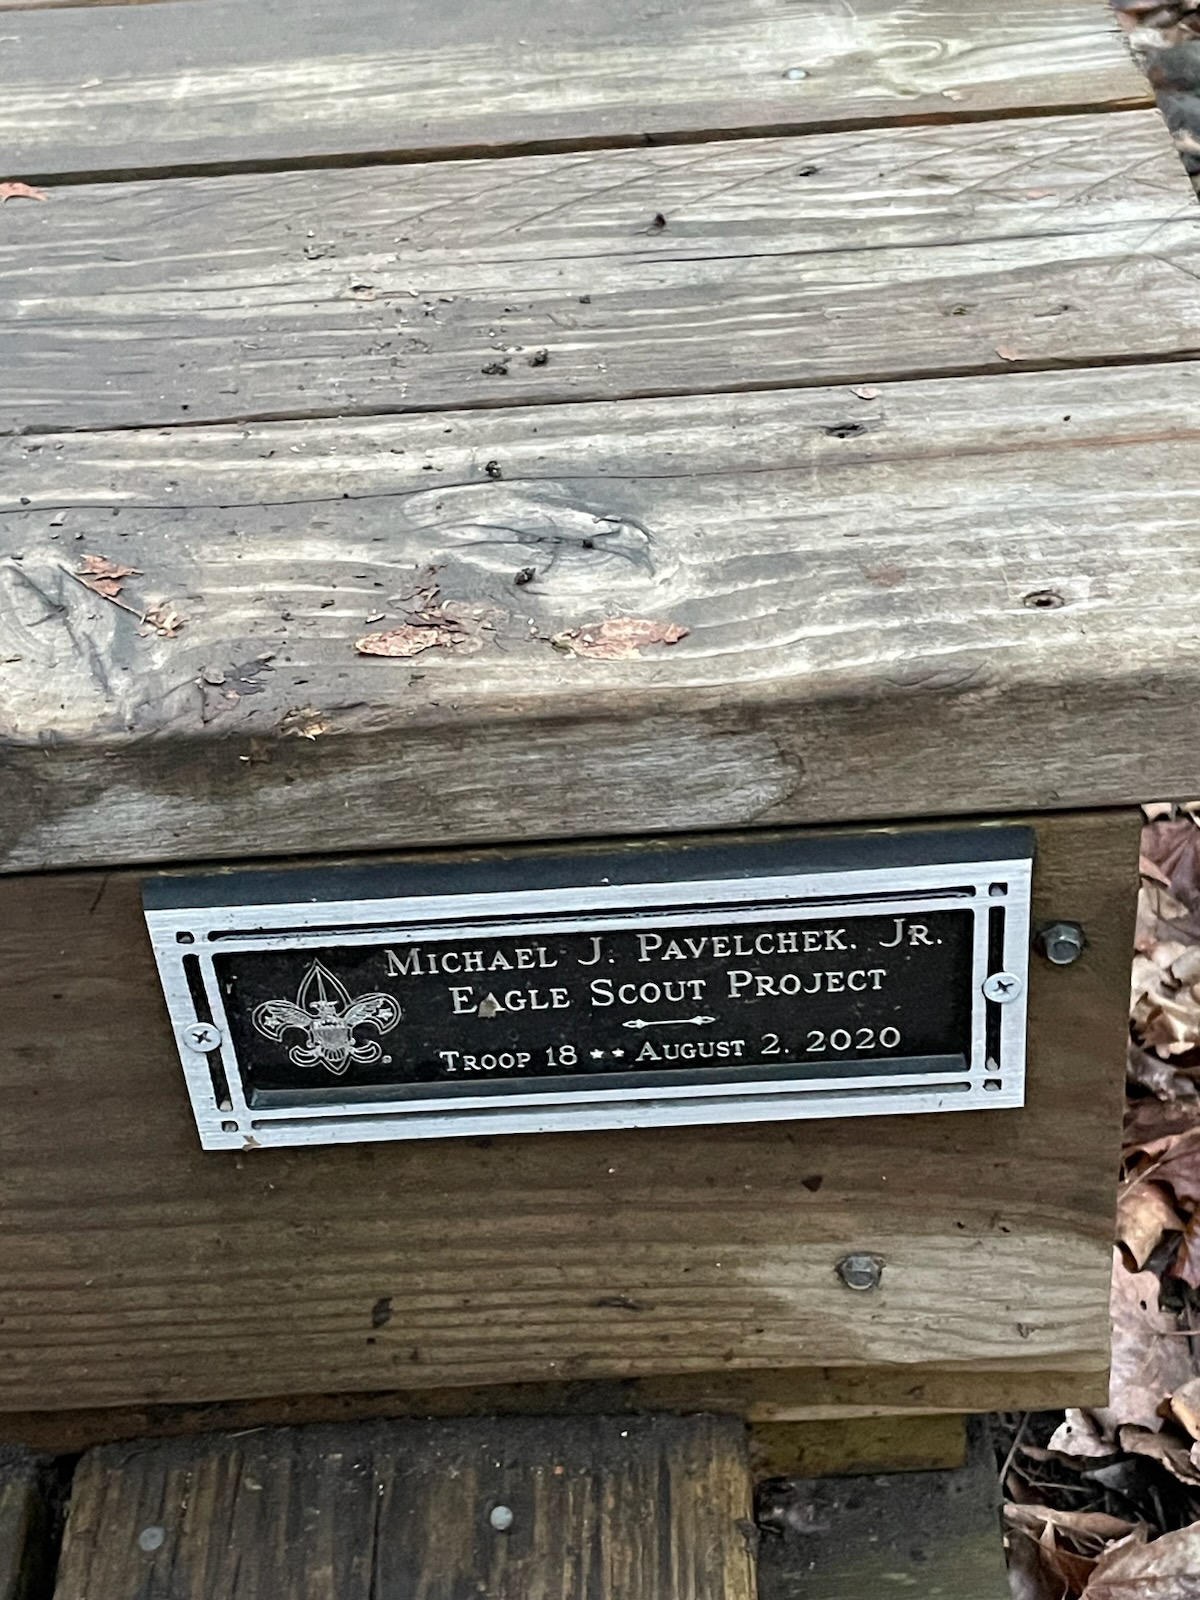 Michael J. Pavelchek, Jr.
Eagle Scout Project
Troop 18 ★ ★ August 2, 2020